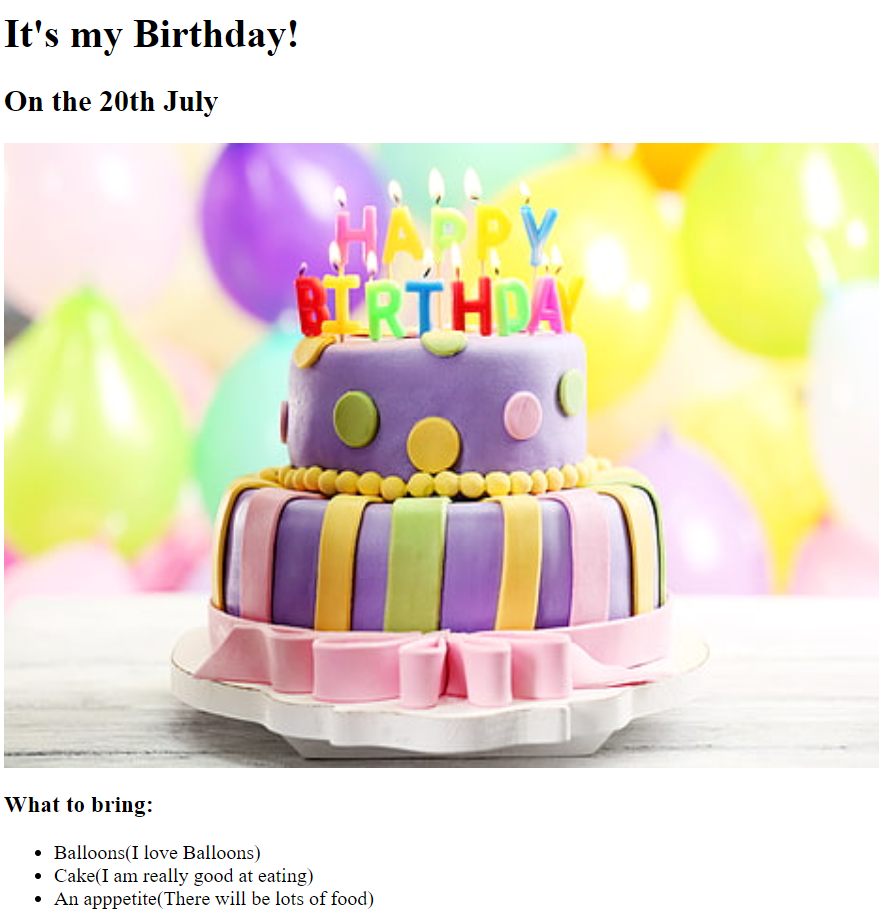 It's my Birthday!
On the 20th July
HAPPY
BIRTHDAY
What to bring:
Balloons(I love Balloons)
Cake(I am really good at eating)
An apppetite(There will be lots of food)